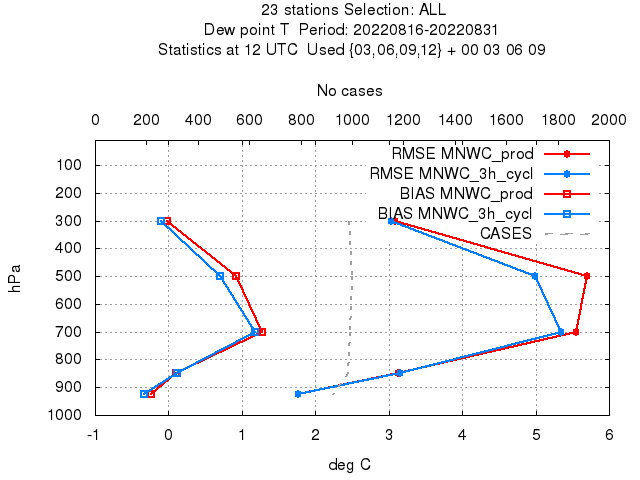 23 stations Selection: ALL
Dew point T  Period: 20220816-20220831
Statistics at 12 UTC  Used {03,06,09,12} + 00 03 06 09
No cases
0 200 400 600 800 1000 1200 1400 1600 1800 2000
RMSE MNWC_prod
RMSE MNWC_3h_cycl
BIAS MNWC_prod
BIAS MNWC_3h_cycl
CASES
hPa
100
200
300
400
500
600
700
800
900
1000
-1 0 1 2 3 4 5 6
deg C